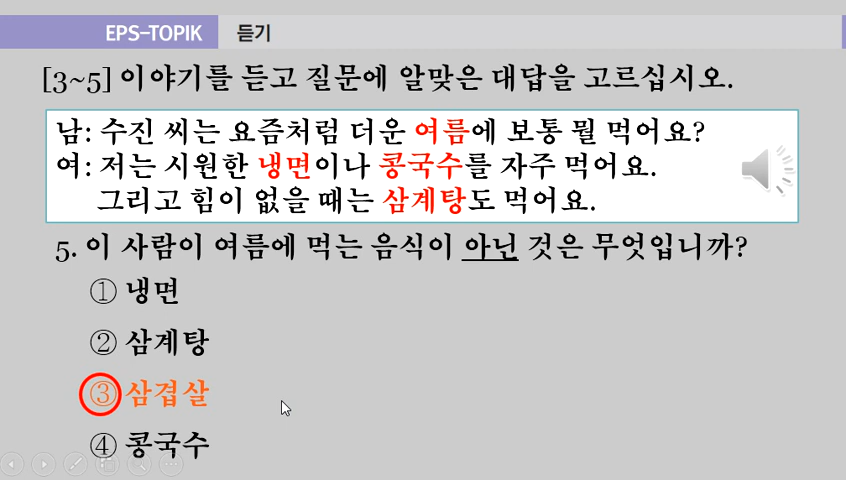 EPS-TOPIK 듣기
[3~5] 이야기를 듣고 질문에 알맞은 대답을 고르십시오.
남: 수진 씨는 요즘처럼 더운 여름에 보통 뭘 먹어요?
여: 저는 시원한 냉면이나 콩국수를 자주 먹어요.
그리고 힘이 없을 때는 삼계탕도 먹어요.
5. 이 사람이 여름에 먹는 음식이 아닌 것은 무엇입니까?
① 냉면
② 삼계탕
③ 삼겹살
④ 콩국수